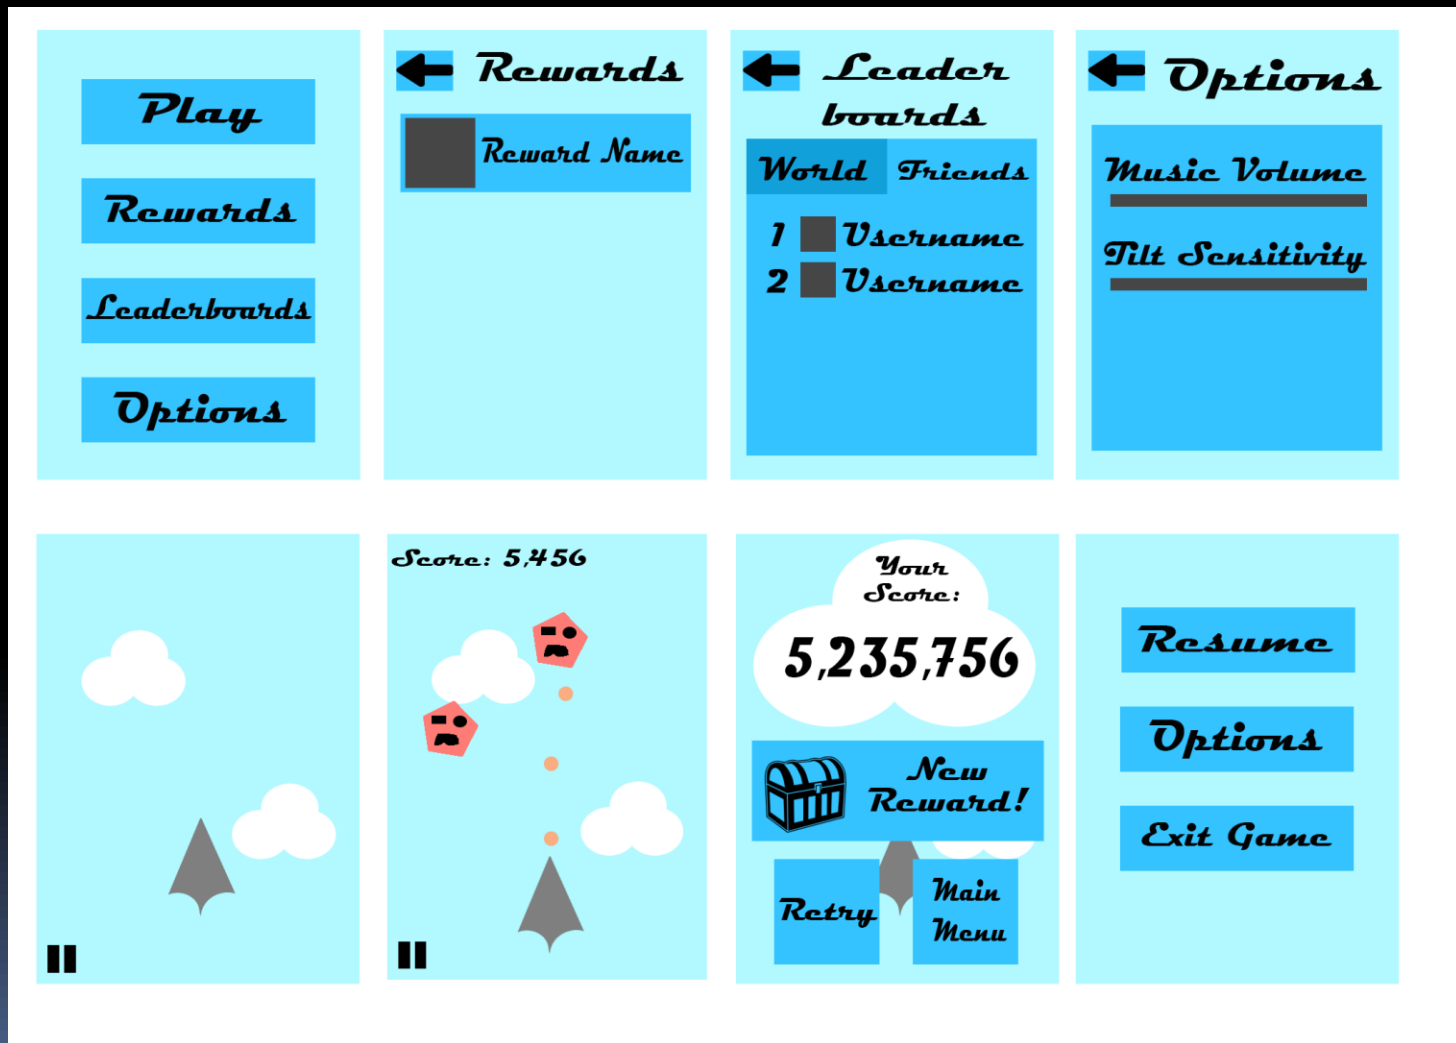 Play
Rewards
Leaderboards
Options
Rewards
Reward Name
Leader
boards
World Friends
1 Username
2 Username
Options
Music Volume
Tilt Sensitivity
Score: 5,456
Your
Score:
5,235,756
New
Reward!
Retry
Main
Menu
Resume
Options
Exit Game